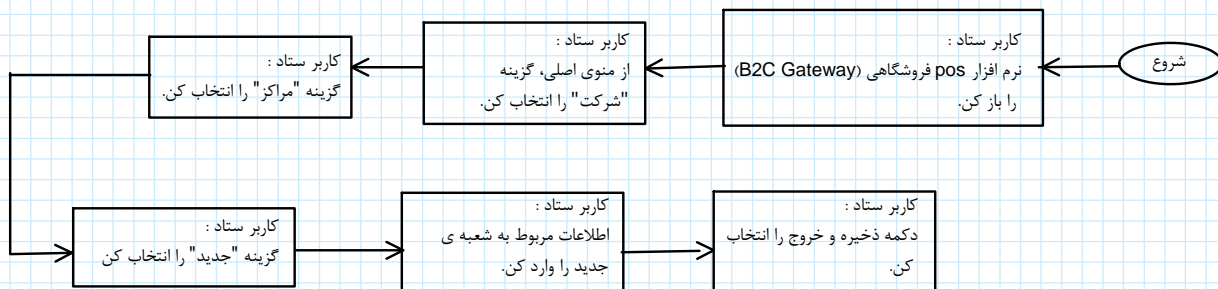 شروع
کاربر ستاد :
نرم افزار pos فروشگاهی (B2C Gateway)
را باز کن.
کاربر ستاد :
از منوی اصلی، گزینه
"شرکت" را انتخاب کن.
کاربر ستاد :
گزینه "مراکز" را انتخاب کن.
کاربر ستاد :
گزینه "جدید" را انتخاب کن
کاربر ستاد :
اطلاعات مربوط به شعبه ی
جدید را وارد کن.
کاربر ستاد :
دکمه ذخیره و خروج را انتخاب
کن.